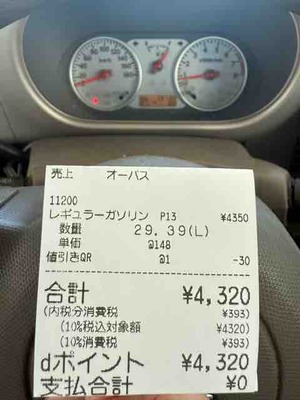 売上 オーパス
11200
レギュラーガソリン P13 ¥4350
数量 29.39(L)
単価 @148
値引きQR @1 -30
合計 ¥4,320
(内税分消費税 ¥393)
(10%税込対象額 ¥4320)
(10%消費税 ¥393)
dポイント ¥4,320
支払合計 ¥0